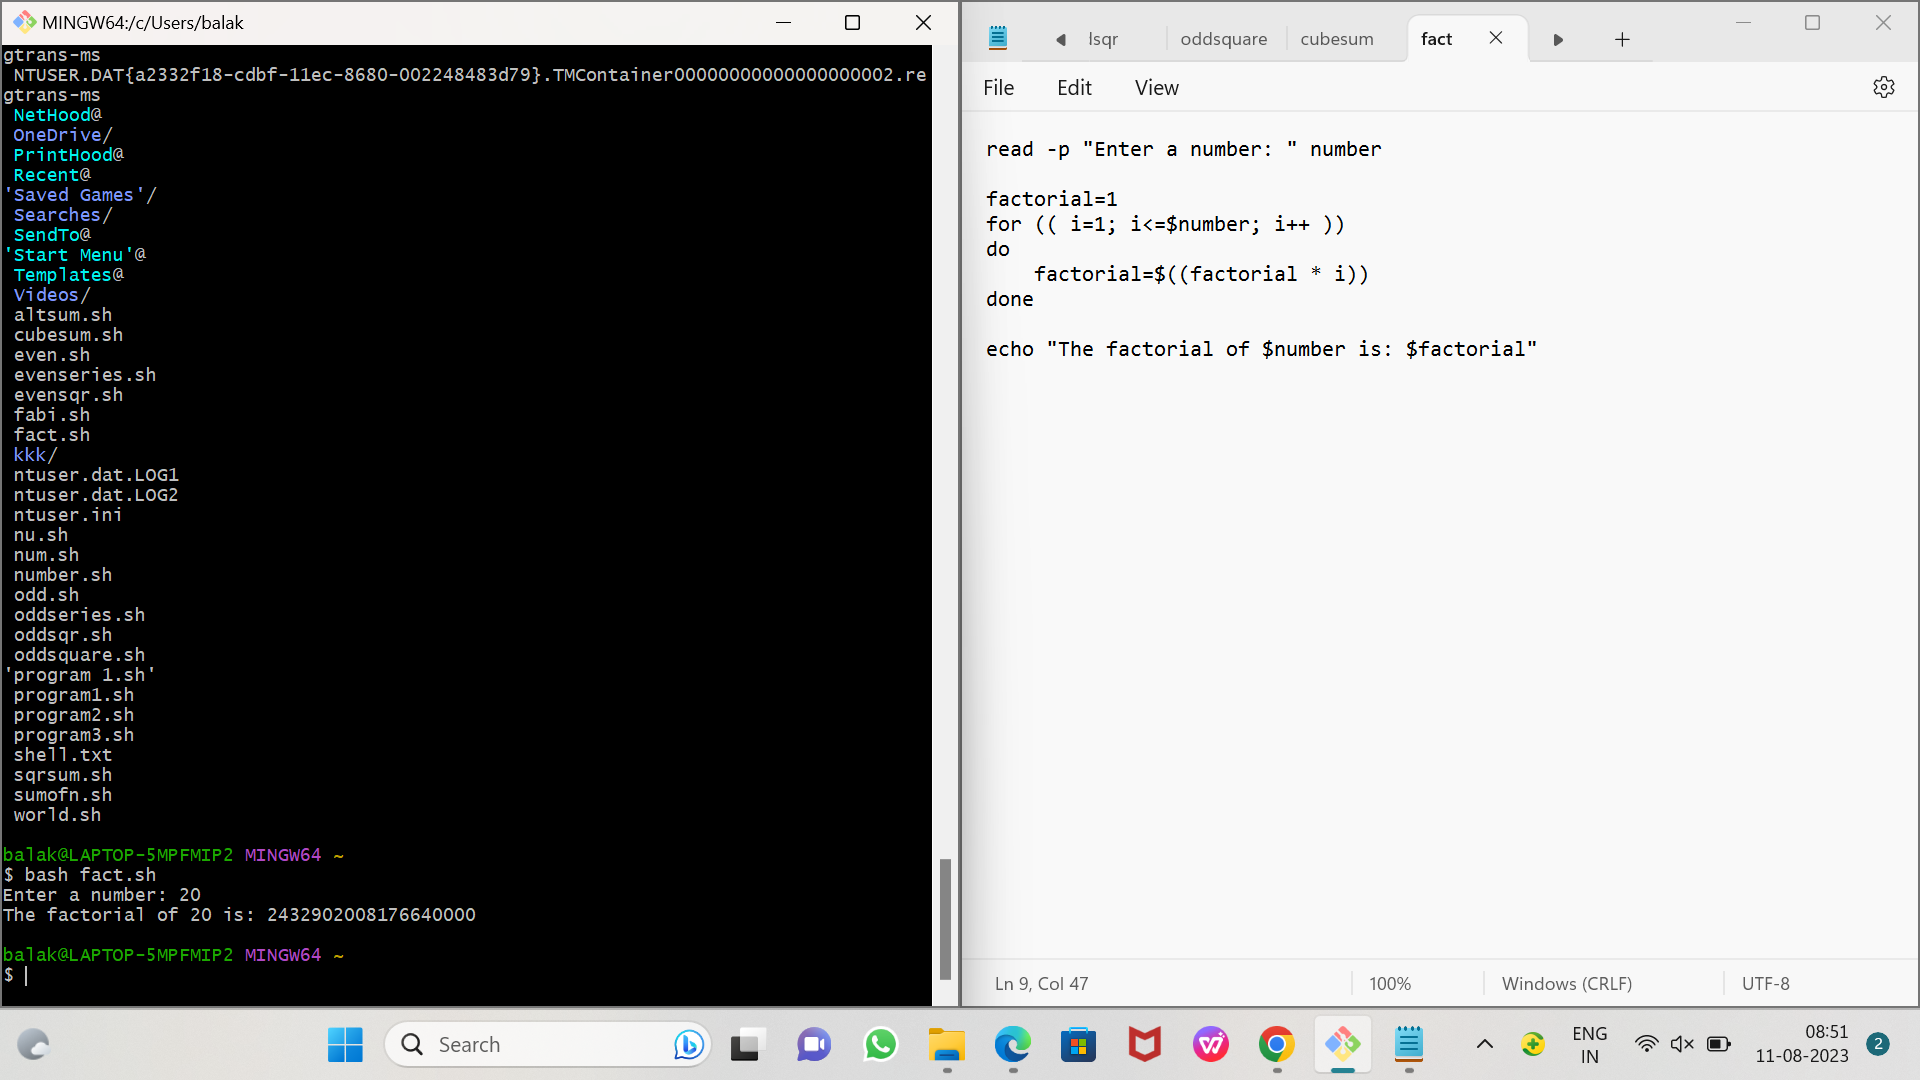 MINGW64:/c/Users/balak
gtrans-ms
NTUSER.DAT{a2332f18-cdbf-11ec-8680-002248483d79}.TMContainer00000000000000000002.re
gtrans-ms
NetHood@
OneDrive/
PrintHood@
Recent@
'Saved Games'/
Searches/
SendTo@
'Start Menu'@
Templates@
Videos/
altsum.sh
cubesum.sh
even.sh
evenseries.sh
evensqr.sh
fabi.sh
fact.sh
kkk/
ntuser.dat.LOG1
ntuser.dat.LOG2
ntuser.ini
nu.sh
num.sh
number.sh
odd.sh
oddseries.sh
oddsqr.sh
oddsquare.sh
'program 1.sh'
program1.sh
program2.sh
program3.sh
shell.txt
sqrsum.sh
sumofn.sh
world.sh
balak@LAPTOP-5MPFMIP2 MINGW64 ~
$ bash fact.sh
Enter a number: 20
The factorial of 20 is: 2432902008176640000
balak@LAPTOP-5MPFMIP2 MINGW64 ~
$
lsqr oddsquare cubesum fact
File Edit View
read -p "Enter a number: " number
factorial=1
for (( i=1; i<=$number; i++ ))
do
factorial=$((factorial * i))
done
echo "The factorial of $number is: $factorial"
Ln 9, Col 47 100% Windows (CRLF) UTF-8
Search
ENG
IN
08:51
11-08-2023
2